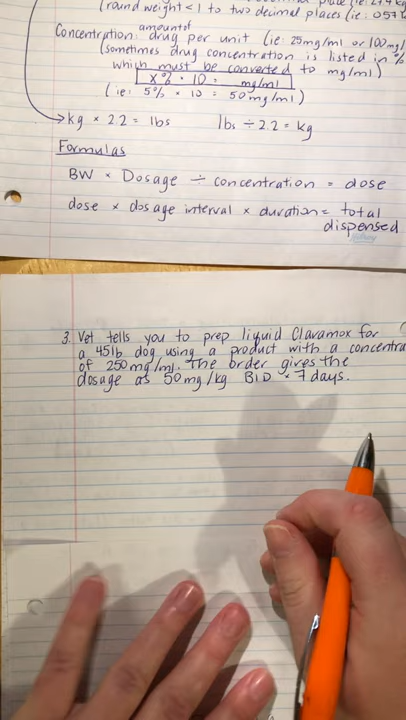 (round weight < 1 to two decimal places (ie: 0.57
amount of
Concentration: drug per unit (ie: 25mg/ml or 100mg/
(sometimes drug concentration is listed in %
which must be converted to mg/ml)
x% • 10 = mg/ml
(ie: 5% × 10 = 50mg/ml)
kg × 2.2 = lbs lbs ÷ 2.2 = kg
Formulas
BW × Dosage ÷ concentration = dose
dose × dosage interval × duration = total
dispensed
3. Vet tells you to prep liquid Clavamox for
a 45lb dog using a product with a concentra
of 250mg/ml. The order gives the
dosage as 50mg/kg BID × 7 days.